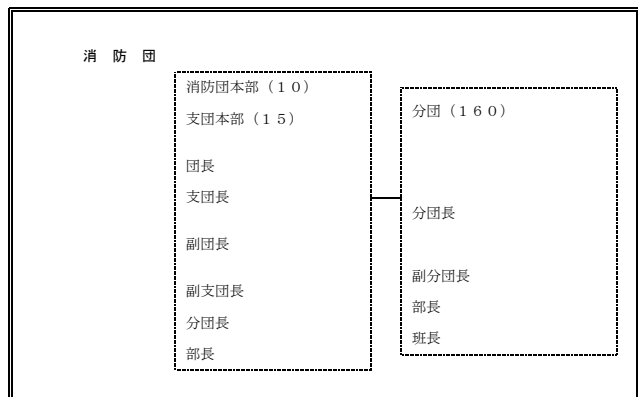 消 防 団
消防団本部（１０）
支団本部（１５）
団長
支団長
副団長
副支団長
分団長
部長
分団（１６０）
分団長
副分団長
部長
班長